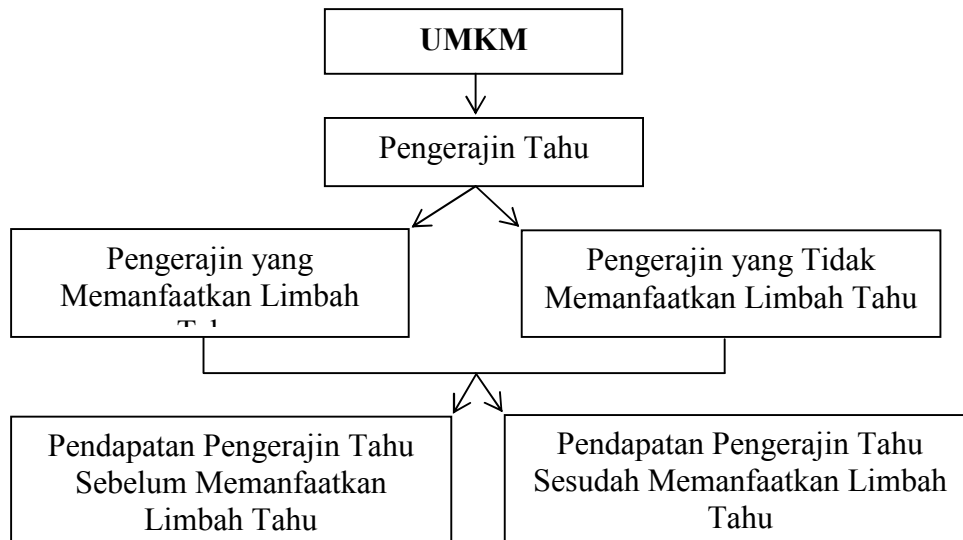 UMKM
Pengerajin Tahu
Pengerajin yang
Memanfaatkan Limbah
Pengerajin yang Tidak
Memanfaatkan Limbah Tahu
Pendapatan Pengerajin Tahu
Sebelum Memanfaatkan
Limbah Tahu
Pendapatan Pengerajin Tahu
Sesudah Memanfaatkan Limbah
Tahu